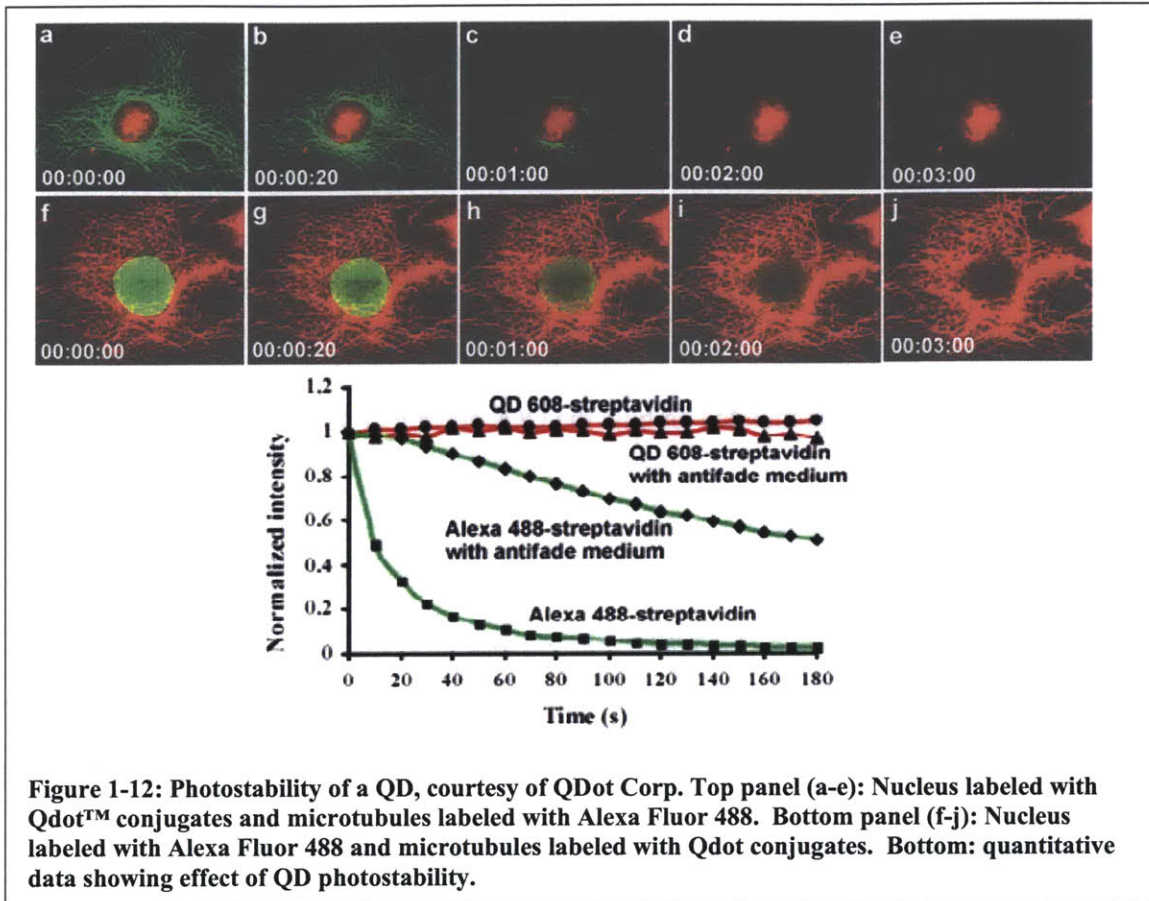 a b c d e
00:00:00 00:00:20 00:01:00 00:02:00 00:03:00
f g h i j
00:00:00 00:00:20 00:01:00 00:02:00 00:03:00
1.2
1
0.8
0.6
0.4
0.2
0
Normalized intensity
QD 608-streptavidin
QD 608-streptavidin
with antifade medium
Alexa 488-streptavidin
with antifade medium
Alexa 488-streptavidin
0 20 40 60 80 100 120 140 160 180
Time (s)
Figure 1-12: Photostability of a QD, courtesy of QDot Corp. Top panel (a-e): Nucleus labeled with
Qdot™ conjugates and microtubules labeled with Alexa Fluor 488. Bottom panel (f-j): Nucleus
labeled with Alexa Fluor 488 and microtubules labeled with Qdot conjugates. Bottom: quantitative
data showing effect of QD photostability.